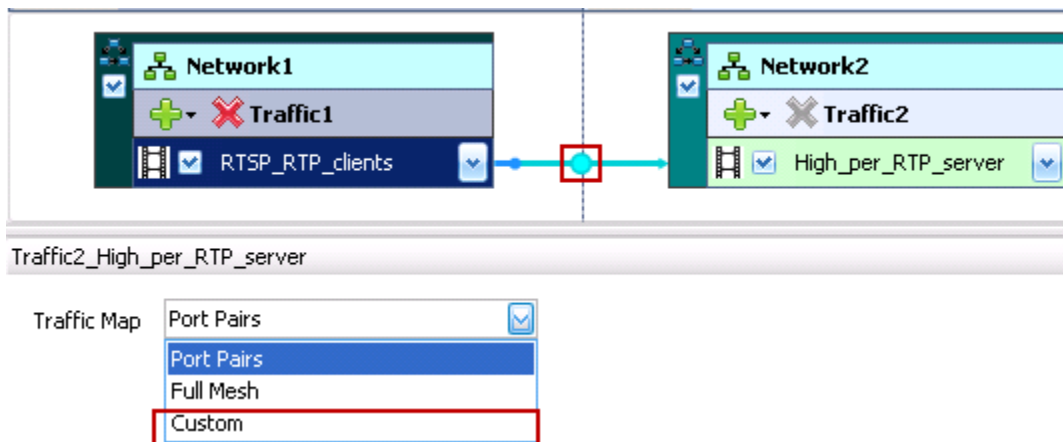 Network1
Traffic1
RTSP_RTP_clients
Network2
Traffic2
High_per_RTP_server
Traffic2_High_per_RTP_server
Traffic Map Port Pairs
Port Pairs
Full Mesh
Custom